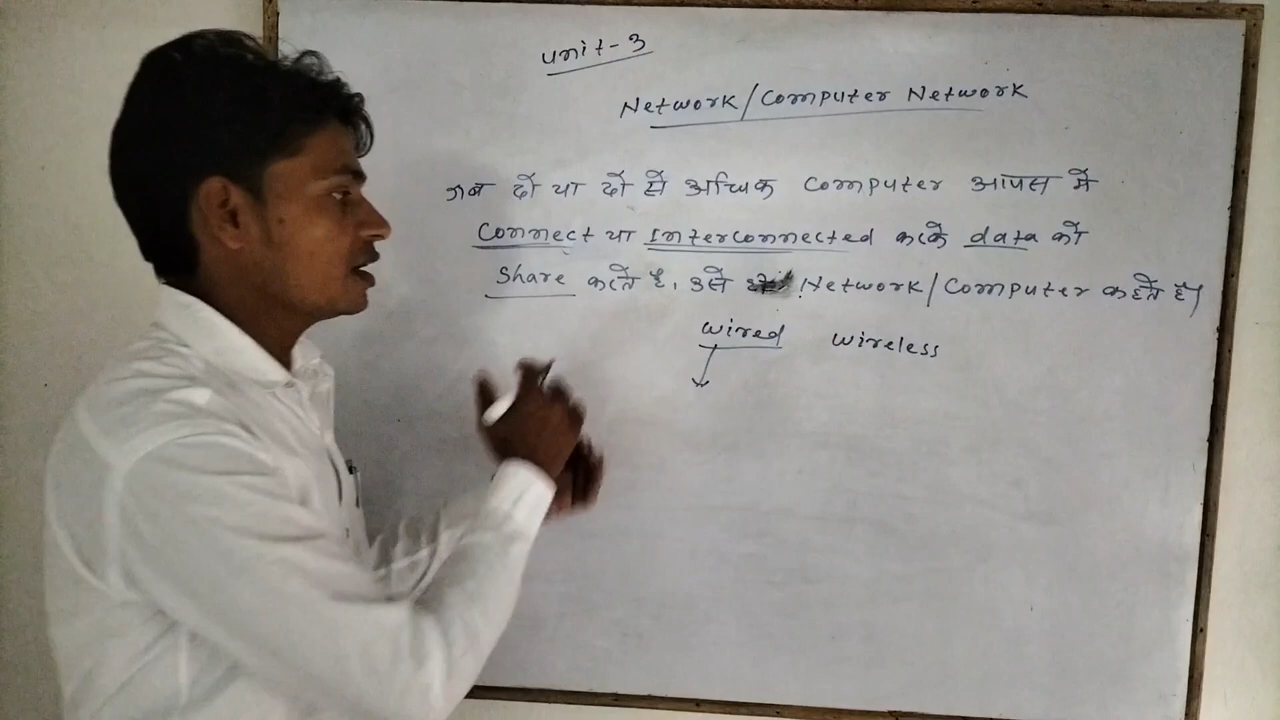 Unit-3
Network/Computer Network
जब दो या दो से अधिक Computer आपस में
Connect या Interconnected करके data को
Share करते है, उसे Network/Computer कहते है।
wired wireless